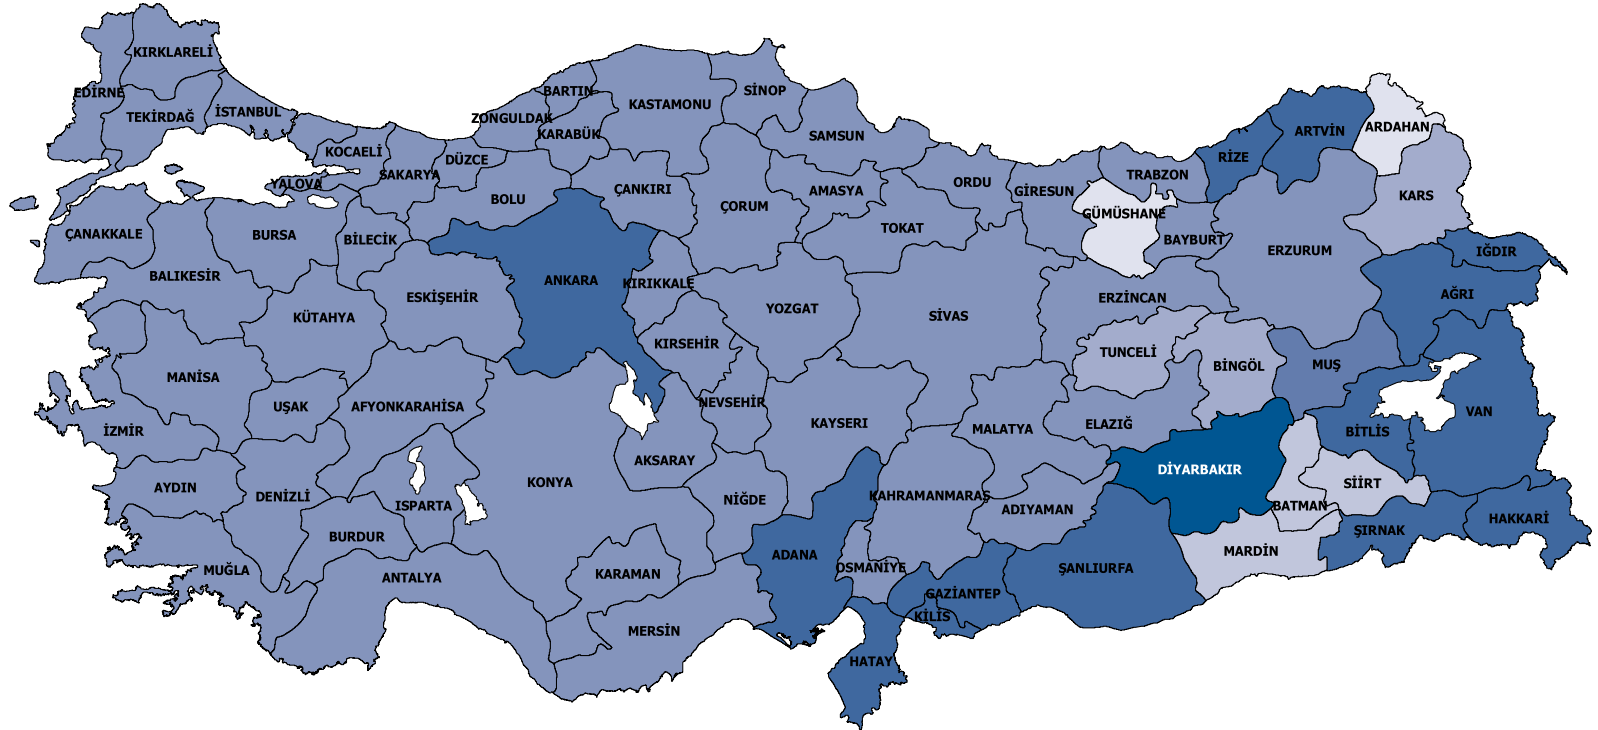 KIRKLARELİ
EDİRNE
TEKİRDAĞ
İSTANBUL
KOCAELİ
YALOVA
SAKARYA
DÜZCE
ZONGULDAK
BARTIN
KARABÜK
KASTAMONU
SİNOP
SAMSUN
BOLU
ÇANKIRI
ÇORUM
AMASYA
TOKAT
ORDU
GİRESUN
TRABZON
RİZE
ARTVİN
ARDAHAN
KARS
GÜMÜSHANE
BAYBURT
ERZURUM
IĞDIR
AĞRI
ÇANAKKALE
BALIKESİR
BURSA
BİLECİK
KÜTAHYA
ESKİŞEHİR
ANKARA
KIRIKKALE
KIRSEHİR
YOZGAT
SİVAS
ERZİNCAN
TUNCELİ
BİNGÖL
MUŞ
VAN
BİTLİS
MANİSA
UŞAK
AFYONKARAHİSA
İZMİR
AYDIN
DENİZLİ
ISPARTA
BURDUR
MUĞLA
ANTALYA
KONYA
AKSARAY
NEVSEHİR
KAYSERI
NİĞDE
KARAMAN
MERSİN
ADANA
MALATYA
ELAZIĞ
DİYARBAKIR
KAHRAMANMARAŞ
ADIYAMAN
OSMANİYE
GAZİANTEP
KİLİS
HATAY
ŞANLIURFA
MARDİN
BATMAN
SİİRT
ŞIRNAK
HAKKARİ